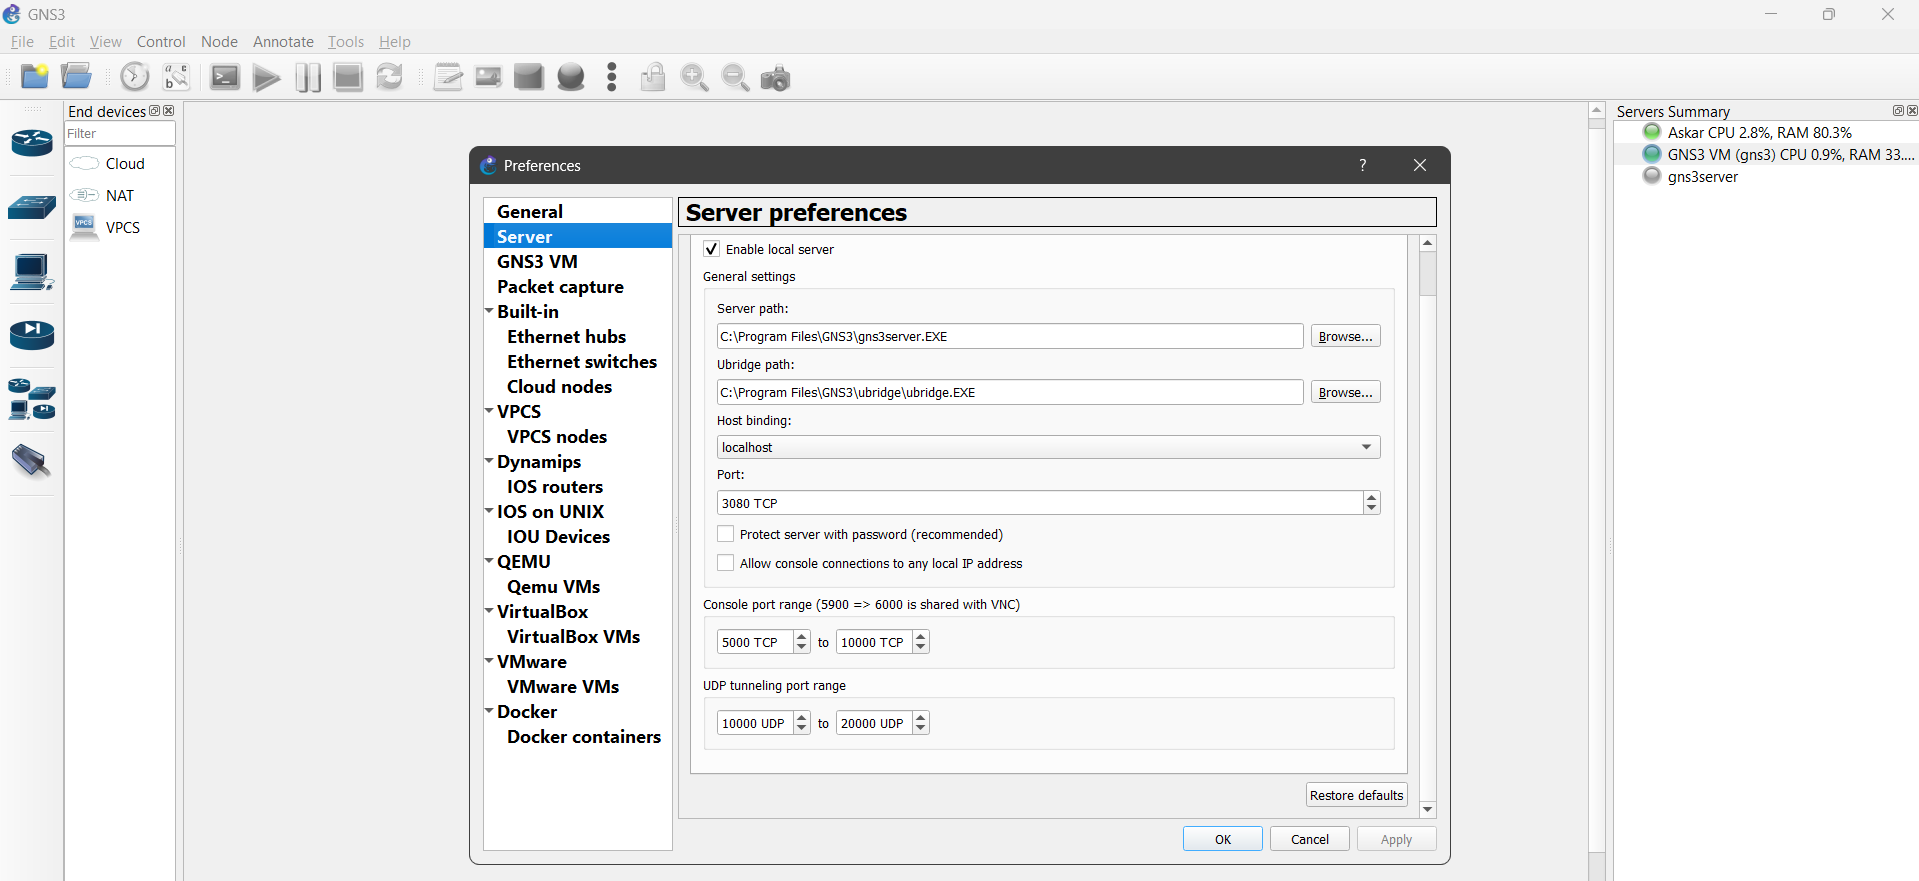 GNS3
File Edit View Control Node Annotate Tools Help
End devices
Filter
Cloud
NAT
VPCS
VPCS
Servers Summary
Askar CPU 2.8%, RAM 80.3%
GNS3 VM (gns3) CPU 0.9%, RAM 33....
gns3server
Preferences
?
General
Server
GNS3 VM
Packet capture
Built-in
Ethernet hubs
Ethernet switches
Cloud nodes
VPCS
VPCS nodes
Dynamips
IOS routers
IOS on UNIX
IOU Devices
QEMU
Qemu VMs
VirtualBox
VirtualBox VMs
VMware
VMware VMs
Docker
Docker containers
Server preferences
Enable local server
General settings
Server path:
C:\Program Files\GNS3\gns3server.EXE
Browse...
Ubridge path:
C:\Program Files\GNS3\ubridge\ubridge.EXE
Browse...
Host binding:
localhost
Port:
3080 TCP
Protect server with password (recommended)
Allow console connections to any local IP address
Console port range (5900 => 6000 is shared with VNC)
5000 TCP to 10000 TCP
UDP tunneling port range
10000 UDP to 20000 UDP
Restore defaults
OK Cancel Apply